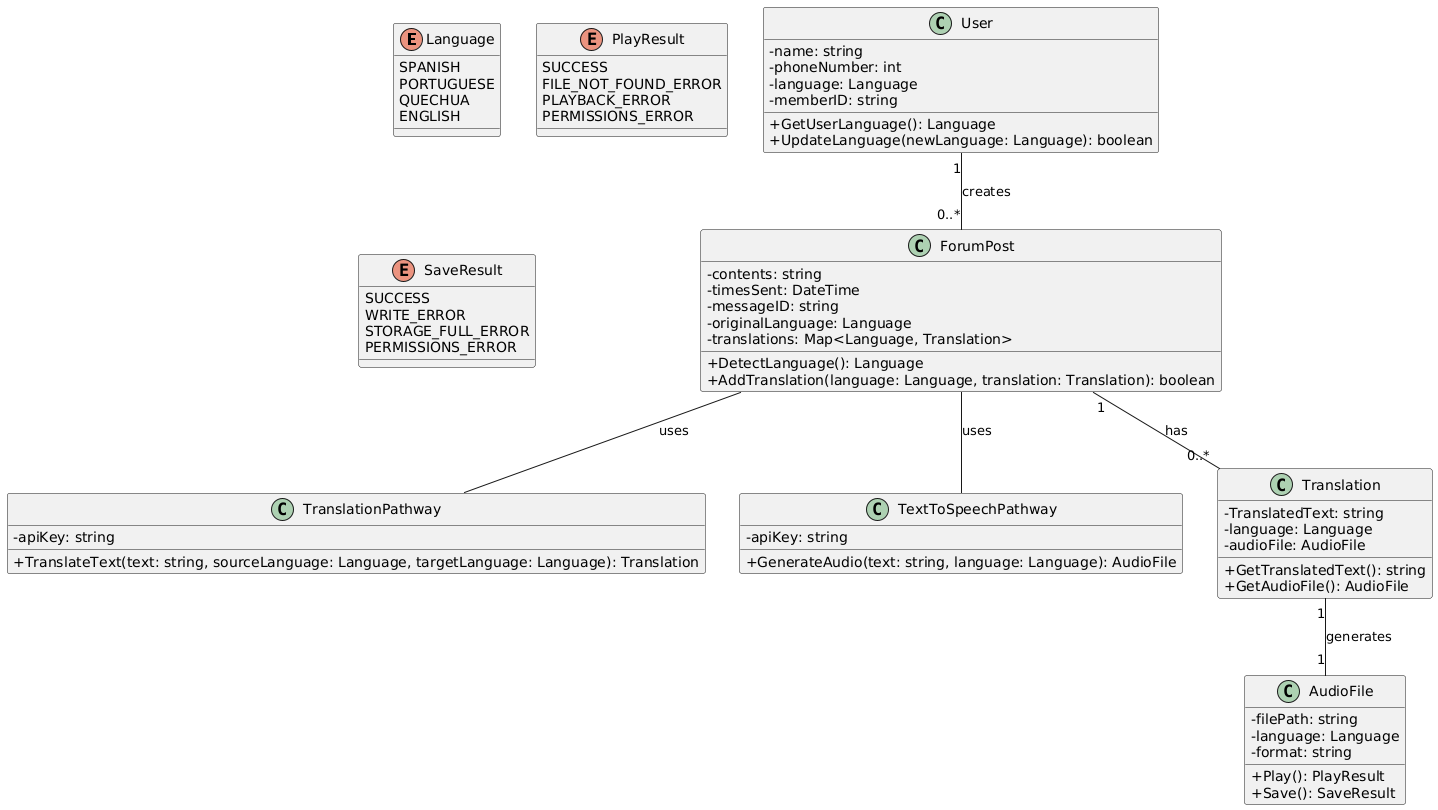 E Language
SPANISH
PORTUGUESE
QUECHUA
ENGLISH
E PlayResult
SUCCESS
FILE_NOT_FOUND_ERROR
PLAYBACK_ERROR
PERMISSIONS_ERROR
C User
-name: string
-phoneNumber: int
-language: Language
-memberID: string
+GetUserLanguage(): Language
+UpdateLanguage(newLanguage: Language): boolean
1
creates
0..*
E SaveResult
SUCCESS
WRITE_ERROR
STORAGE_FULL_ERROR
PERMISSIONS_ERROR
C ForumPost
-contents: string
-timesSent: DateTime
-messageID: string
-originalLanguage: Language
-translations: Map<Language, Translation>
+DetectLanguage(): Language
+AddTranslation(language: Language, translation: Translation): boolean
uses
uses
1
has
0..*
C TranslationPathway
-apiKey: string
+TranslateText(text: string, sourceLanguage: Language, targetLanguage: Language): Translation
C TextToSpeechPathway
-apiKey: string
+GenerateAudio(text: string, language: Language): AudioFile
C Translation
-TranslatedText: string
-language: Language
-audioFile: AudioFile
+GetTranslatedText(): string
+GetAudioFile(): AudioFile
1
generates
1
C AudioFile
-filePath: string
-language: Language
-format: string
+Play(): PlayResult
+Save(): SaveResult